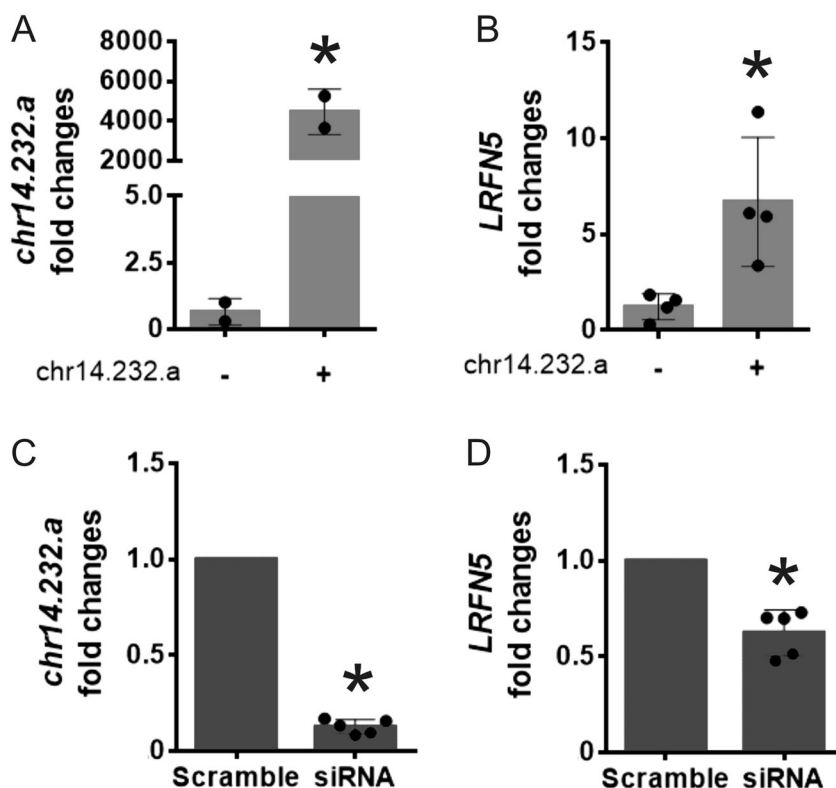 A
chr14.232.a
fold changes
8000
6000
4000
2000
5.0
2.5
0
*
chr14.232.a - +
B
LRFN5
fold changes
15
10
5
0
*
chr14.232.a - +
C
chr14.232.a
fold changes
1.5
1.0
0.5
0
*
Scramble siRNA
D
LRFN5
fold changes
1.5
1.0
0.5
0
*
Scramble siRNA